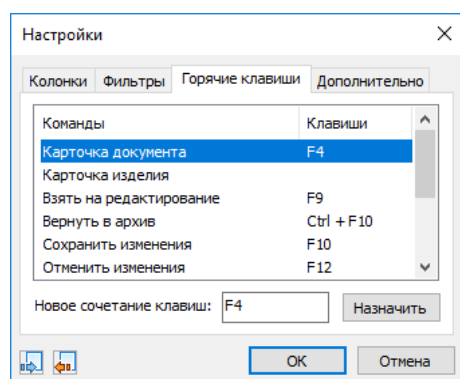 Настройки
Колонки Фильтры Горячие клавиши Дополнительно
Команды Клавиши
Карточка документа F4
Карточка изделия
Взять на редактирование F9
Вернуть в архив Ctrl + F10
Сохранить изменения F10
Отменить изменения F12
Новое сочетание клавиш: F4 Назначить
OK Отмена